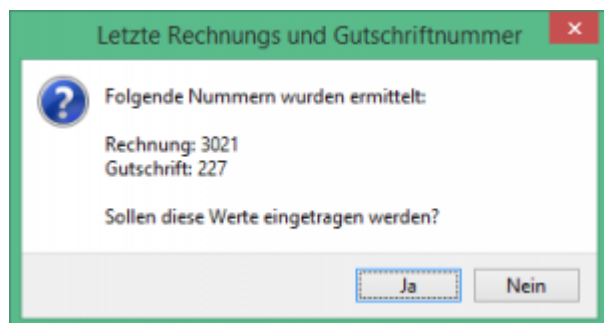 Letzte Rechnungs und Gutschriftnummer
Folgende Nummern wurden ermittelt:
Rechnung: 3021
Gutschrift: 227
Sollen diese Werte eingetragen werden?
Ja Nein